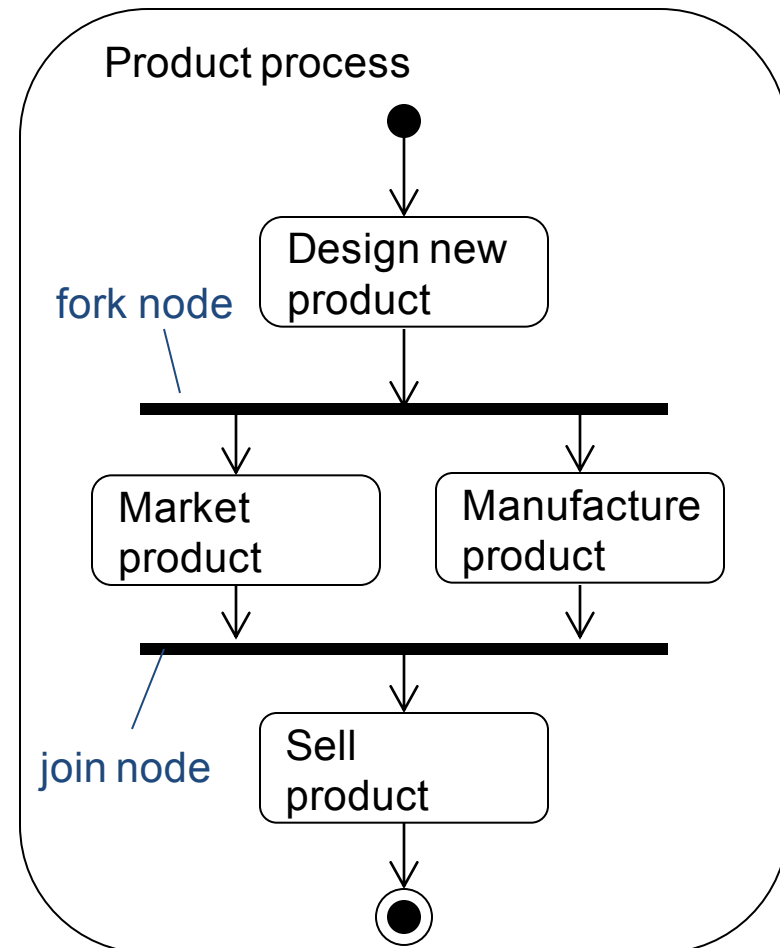 Product process
Design new
product
fork node
Market
product
Manufacture
product
join node
Sell
product